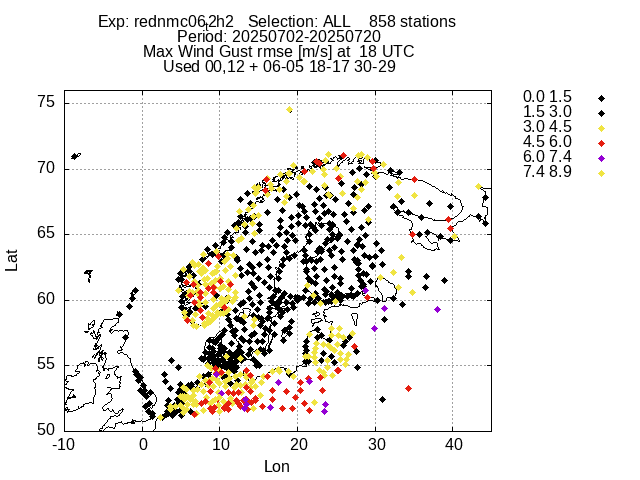 Exp: rednmc06b2h2 Selection: ALL 858 stations
Period: 20250702-20250720
Max Wind Gust rmse [m/s] at 18 UTC
Used 00,12 + 06-05 18-17 30-29
0.0 1.5
1.5 3.0
3.0 4.5
4.5 6.0
6.0 7.4
7.4 8.9
75
70
65
60
55
50
Lat
-10 0 10 20 30 40
Lon